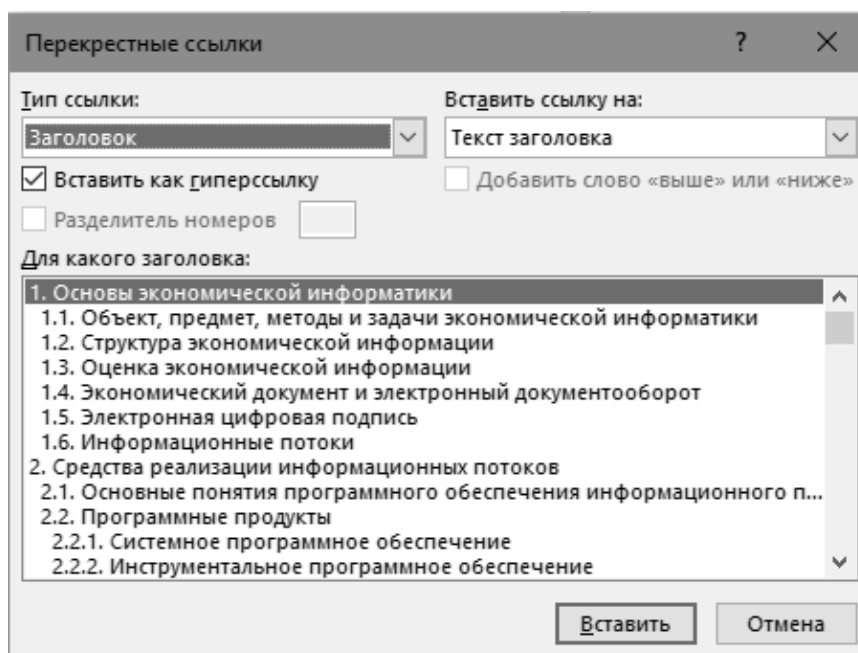 Перекрестные ссылки ? ×
Тип ссылки: Вставить ссылку на:
Заголовок Текст заголовка
Вставить как гиперссылку Добавить слово «выше» или «ниже»
Разделитель номеров
Для какого заголовка:
1. Основы экономической информатики
1.1. Объект, предмет, методы и задачи экономической информатики
1.2. Структура экономической информации
1.3. Оценка экономической информации
1.4. Экономический документ и электронный документооборот
1.5. Электронная цифровая подпись
1.6. Информационные потоки
2. Средства реализации информационных потоков
2.1. Основные понятия программного обеспечения информационного п...
2.2. Программные продукты
2.2.1. Системное программное обеспечение
2.2.2. Инструментальное программное обеспечение
Вставить Отмена